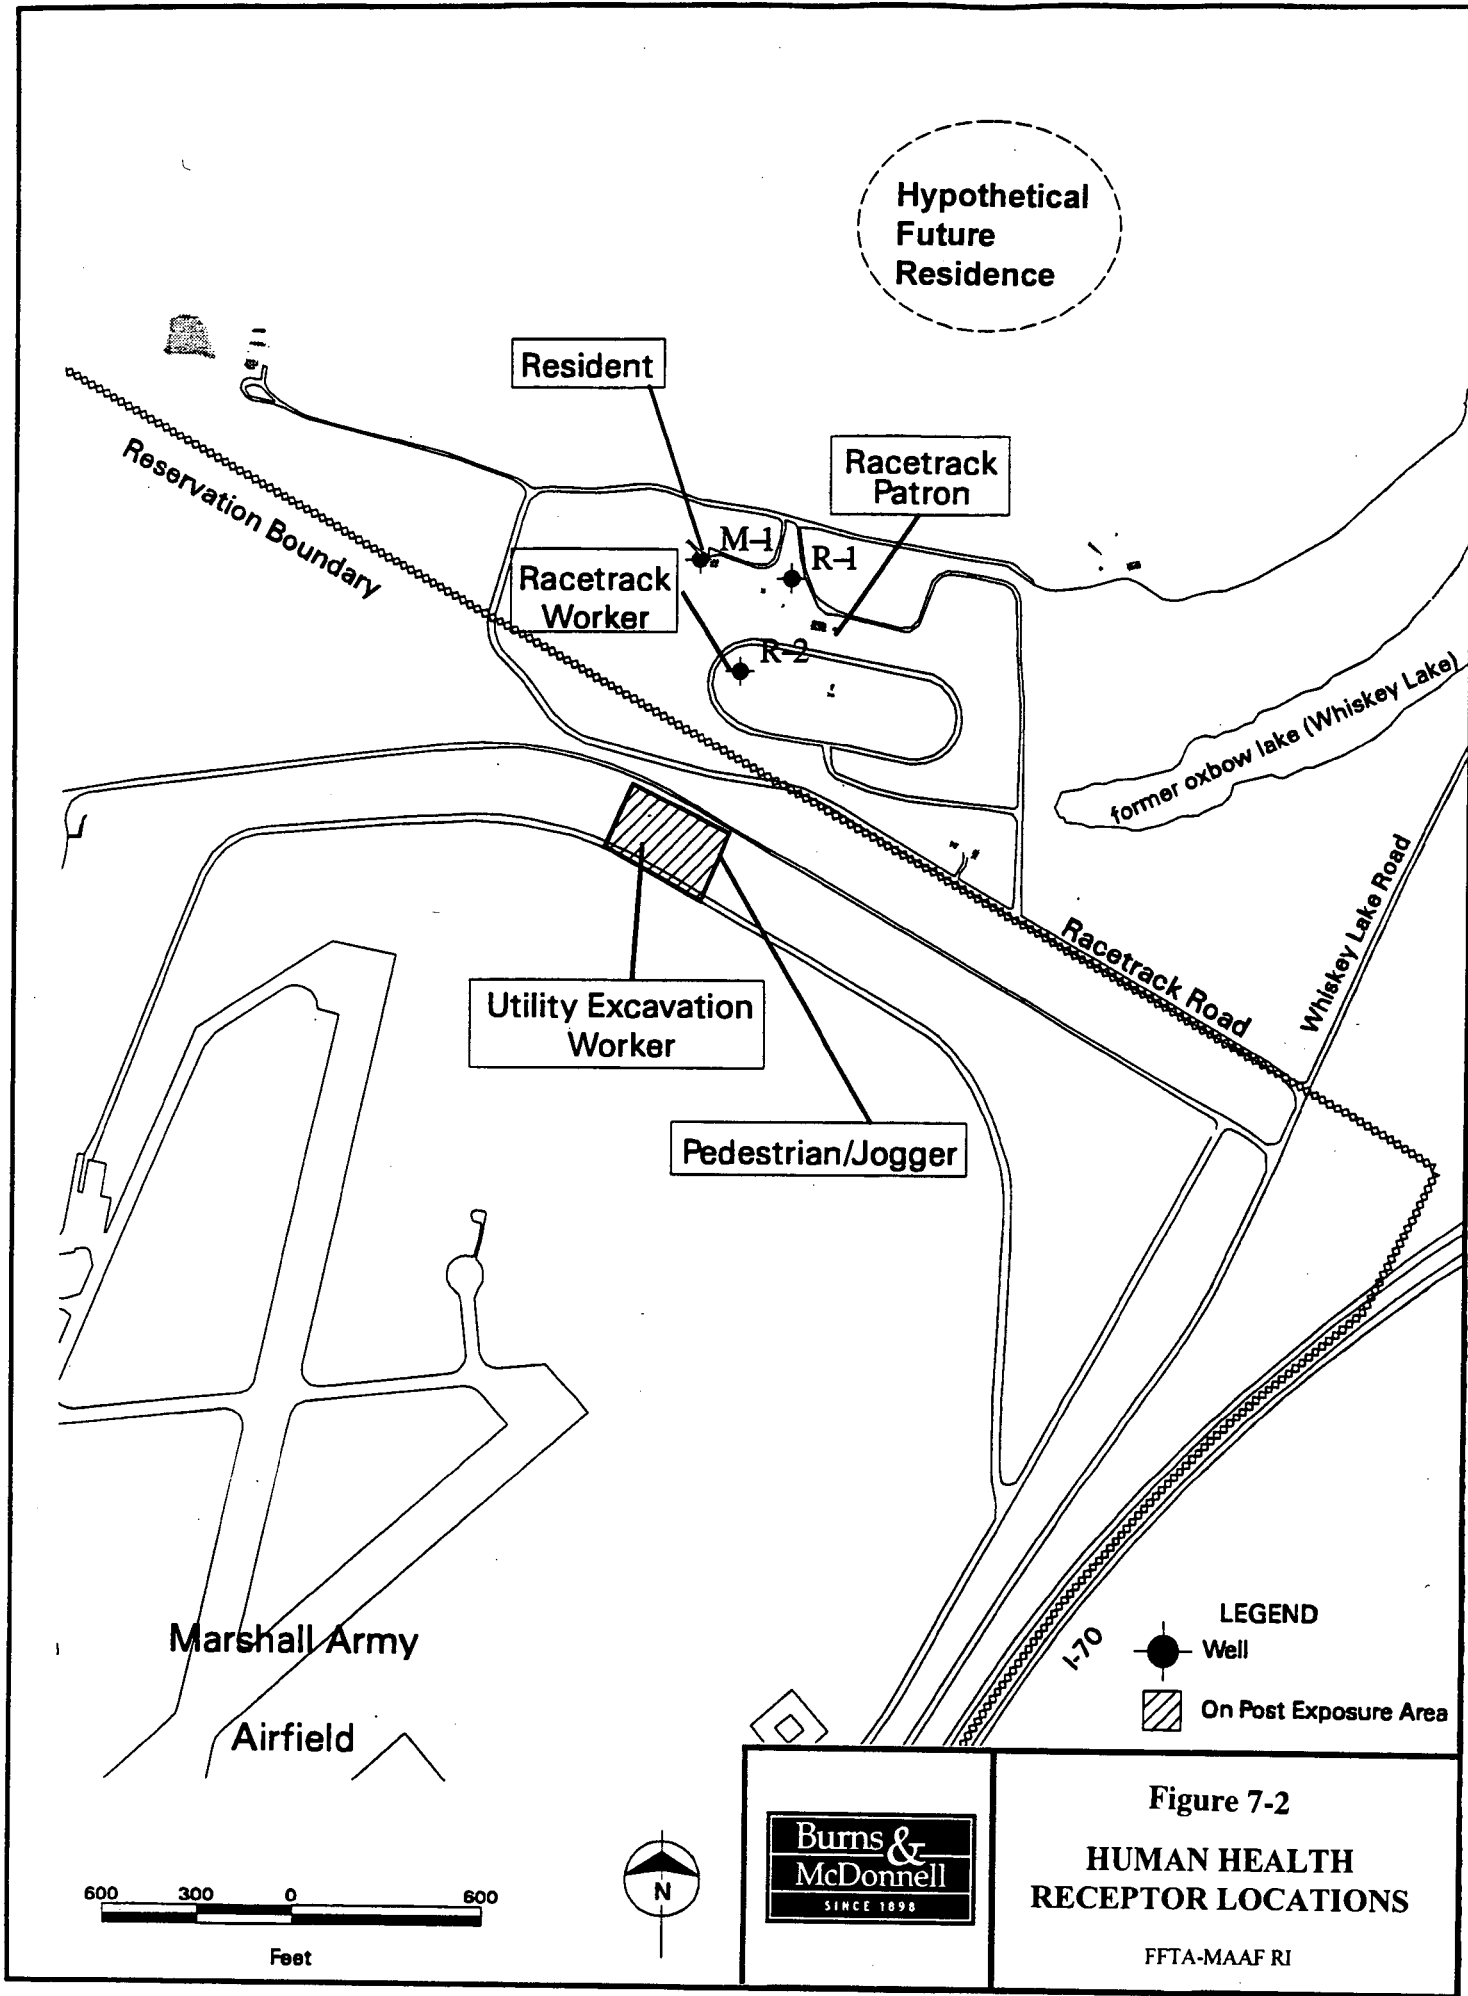 Hypothetical
Future
Residence
Resident
Racetrack
Patron
Reservation Boundary
M-1
R-1
Racetrack
Worker
R-2
former oxbow lake (Whiskey Lake)
Whiskey Lake Road
Racetrack Road
Utility Excavation
Worker
Pedestrian/Jogger
I-70
LEGEND
Well
On Post Exposure Area
Marshall Army
Airfield
600 300 0 600
Feet
N
Burns &
McDonnell
SINCE 1898
Figure 7-2
HUMAN HEALTH
RECEPTOR LOCATIONS
FFTA-MAAF RI